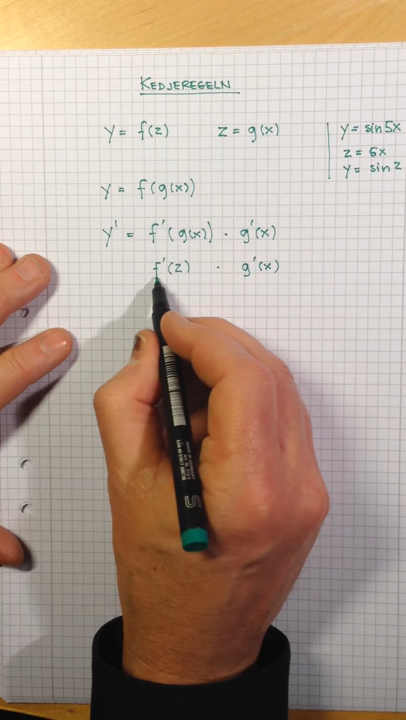 KEDJEREGELN
y = f(z)    z = g(x)
y = f(g(x))
y' = f'(g(x)) · g'(x)
f'(z) · g'(x)
y = sin 5x
z = 5x
y = sin z